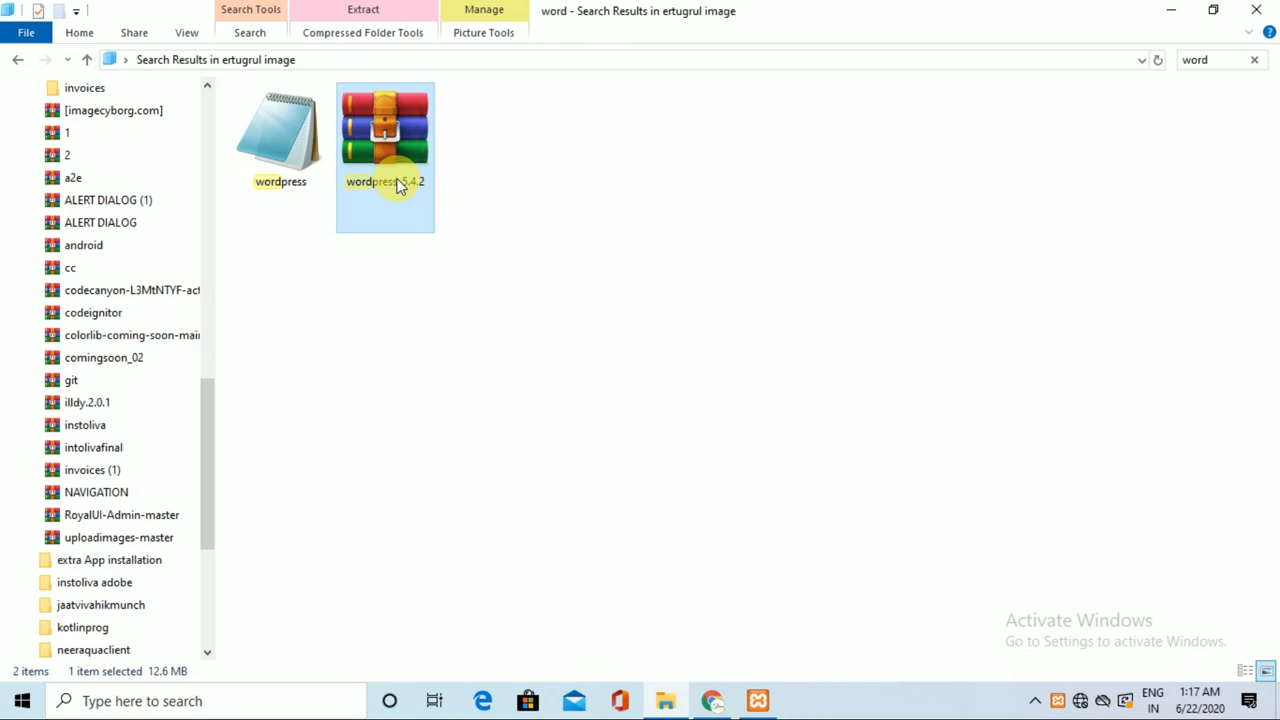 Search Tools
Extract
Manage
word - Search Results in ertugrul image
File
Home
Share
View
Search
Compressed Folder Tools
Picture Tools
Search Results in ertugrul image
word
invoices
[imagecyborg.com]
1
2
a2e
ALERT DIALOG (1)
ALERT DIALOG
android
cc
codecanyon-L3MtNTYF-act
codeignitor
colorlib-coming-soon-main
comingsoon_02
git
illdy.2.0.1
instoliva
intolivafinal
invoices (1)
NAVIGATION
RoyalUI-Admin-master
uploadimages-master
extra App installation
instoliva adobe
jaatvivahikmunch
kotlinprog
neeraquaclient
wordpress
wordpress-5.4.2
Activate Windows
Go to Settings to activate Windows.
2 items
1 item selected 12.6 MB
Type here to search
ENG
IN
1:17 AM
6/22/2020